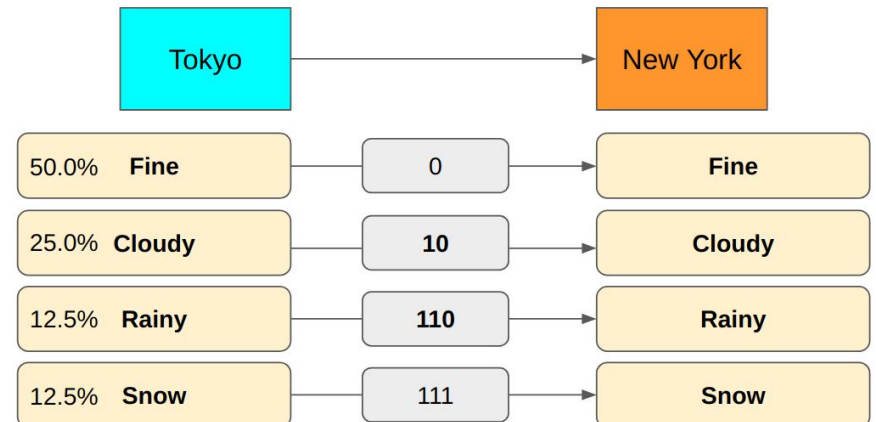 Tokyo New York
50.0% Fine 0 Fine
25.0% Cloudy 10 Cloudy
12.5% Rainy 110 Rainy
12.5% Snow 111 Snow